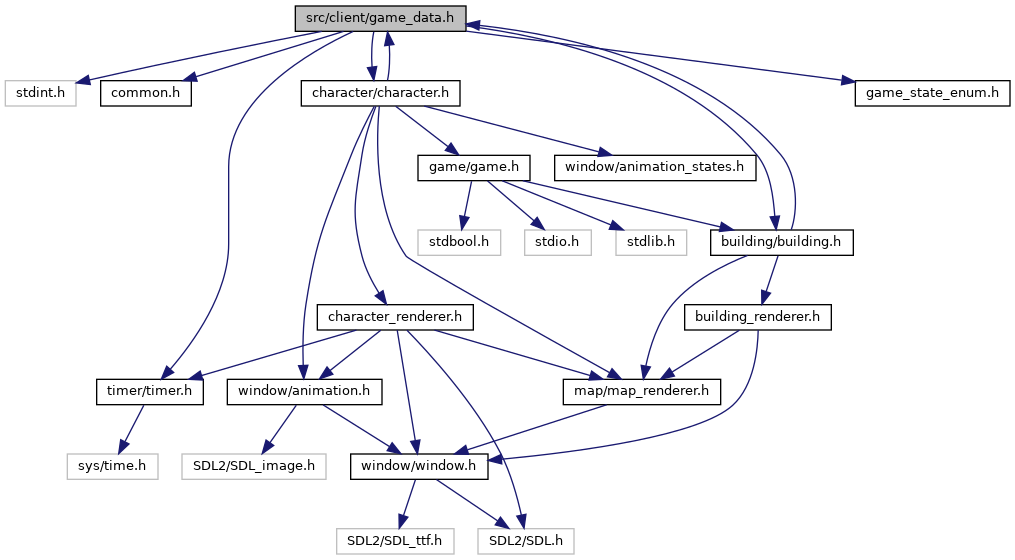 src/client/game_data.h
stdint.h
common.h
character/character.h
game_state_enum.h
game/game.h
window/animation_states.h
stdbool.h
stdio.h
stdlib.h
building/building.h
character_renderer.h
building_renderer.h
timer/timer.h
window/animation.h
map/map_renderer.h
sys/time.h
SDL2/SDL_image.h
window/window.h
SDL2/SDL_ttf.h
SDL2/SDL.h